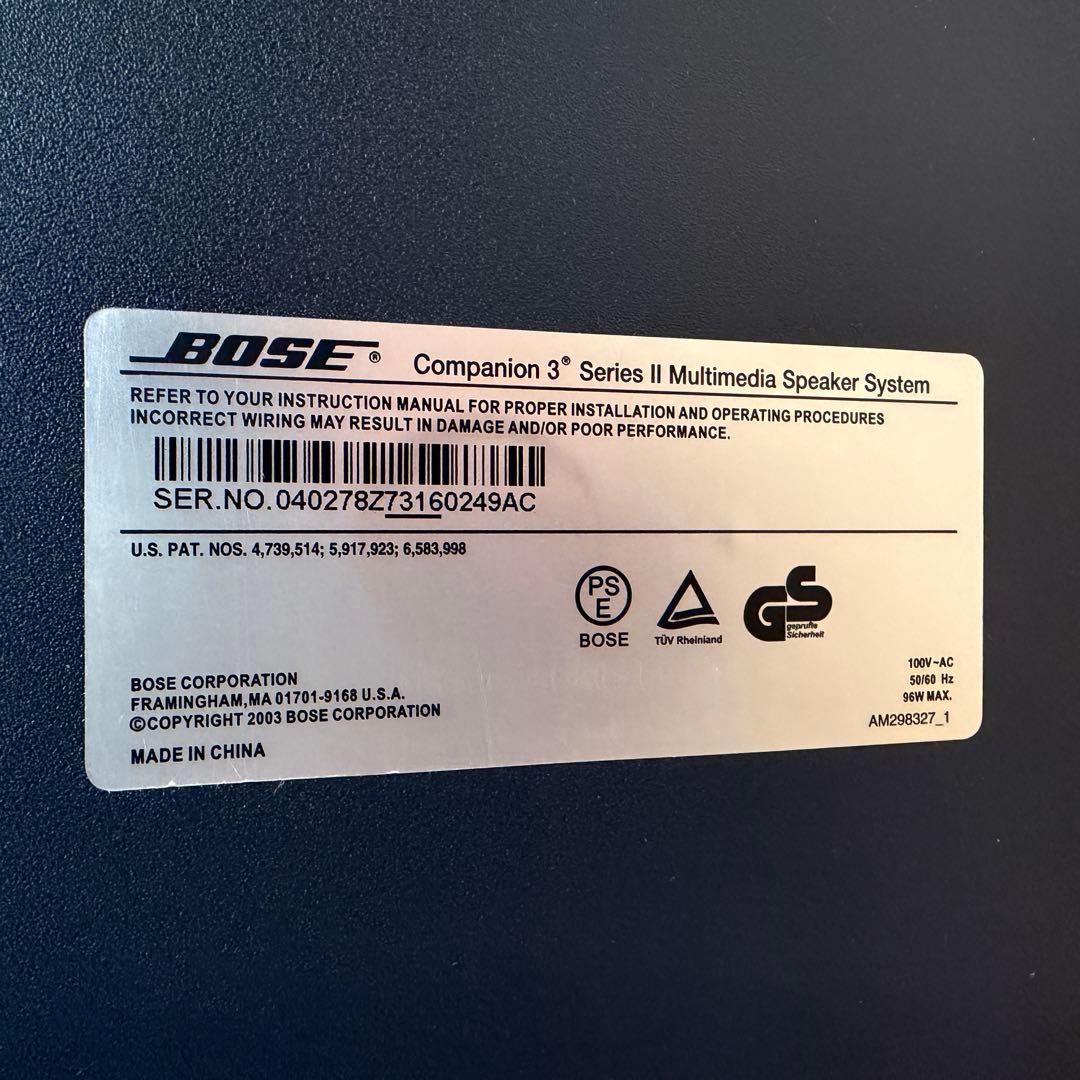 BOSE®
Companion 3® Series II Multimedia Speaker System
REFER TO YOUR INSTRUCTION MANUAL FOR PROPER INSTALLATION AND OPERATING PROCEDURES
INCORRECT WIRING MAY RESULT IN DAMAGE AND/OR POOR PERFORMANCE.
SER.NO.040278Z73160249AC
U.S. PAT. NOS. 4,739,514; 5,917,923; 6,583,998
PS
E
BOSE
TÜV Rheinland
GS
geprüfte
Sicherheit
BOSE CORPORATION
FRAMINGHAM,MA 01701-9168 U.S.A.
©COPYRIGHT 2003 BOSE CORPORATION
MADE IN CHINA
100V~AC
50/60 Hz
96W MAX.
AM298327_1